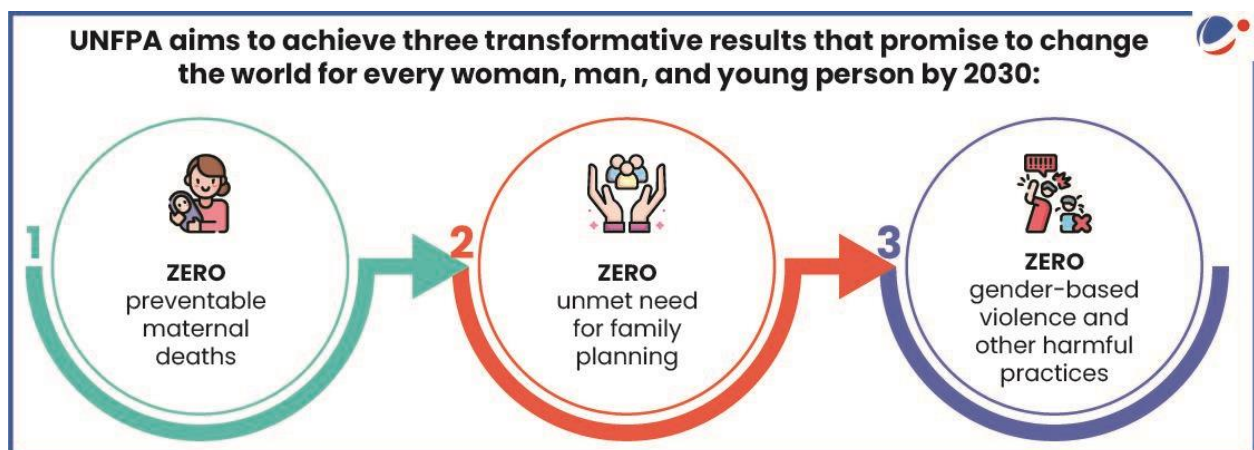 UNFPA aims to achieve three transformative results that promise to change
the world for every woman, man, and young person by 2030:
1
ZERO
preventable
maternal
deaths
2
ZERO
unmet need
for family
planning
3
ZERO
gender-based
violence and
other harmful
practices